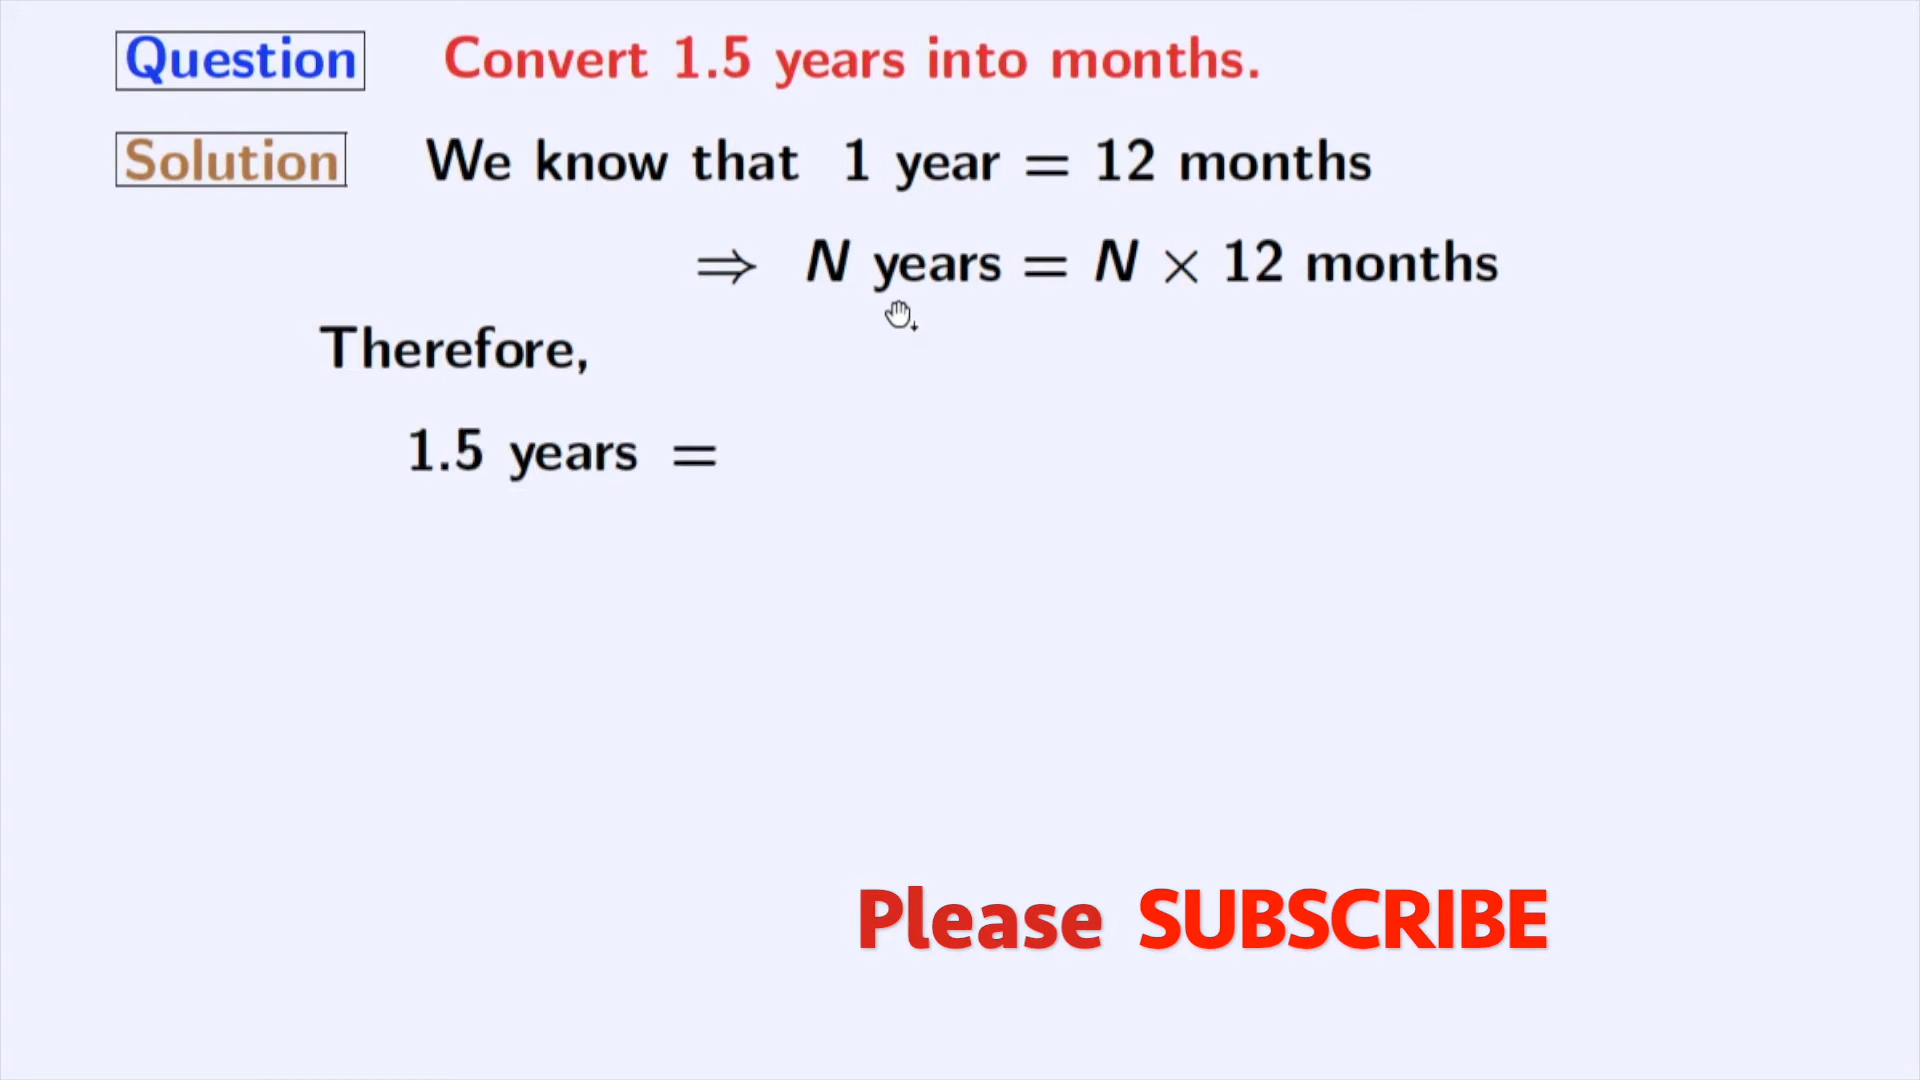 Question Convert 1.5 years into months.
Solution We know that 1 year = 12 months
⇒ N years = N × 12 months
Therefore,
1.5 years =
Please SUBSCRIBE